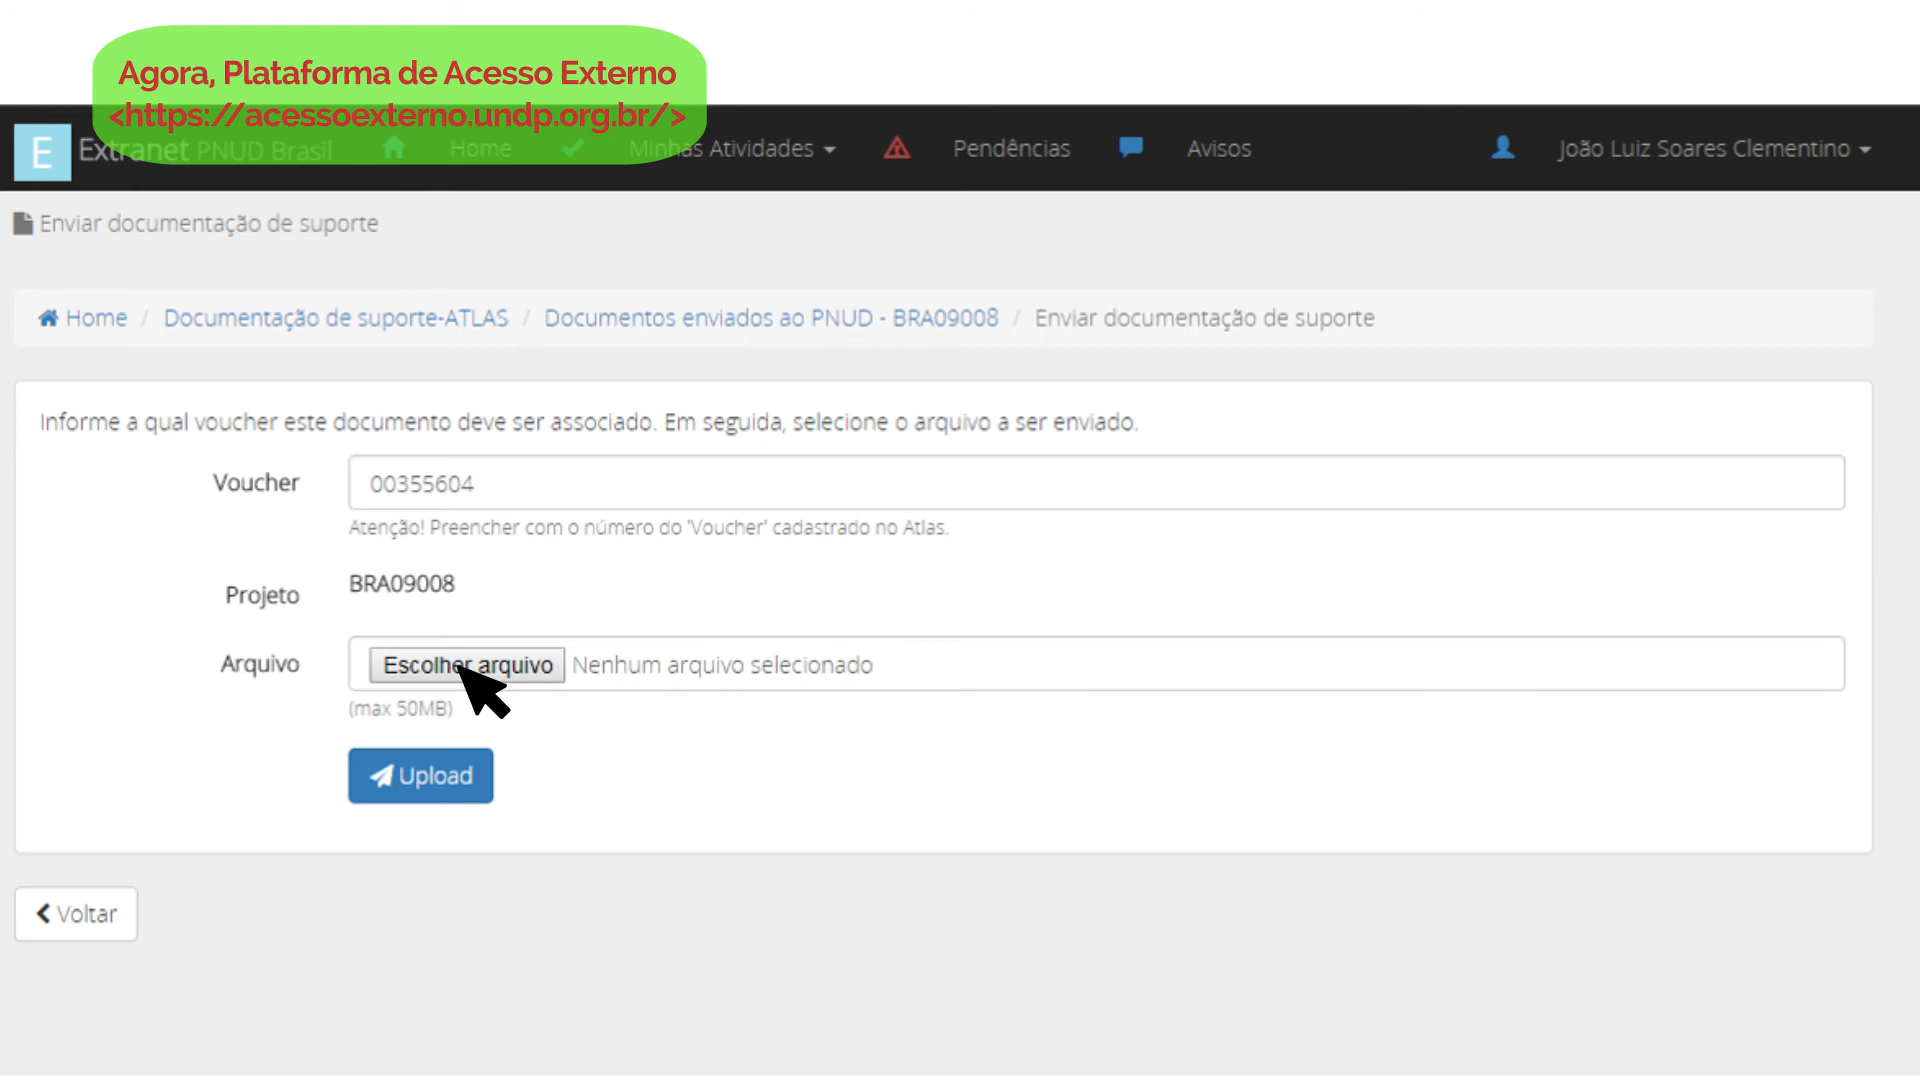 Agora, Plataforma de Acesso Externo
<https://acessoexterno.undp.org.br/>
E Extranet PNUD Brasil Home Minhas Atividades Pendências Avisos João Luiz Soares Clementino
Enviar documentação de suporte
Home / Documentação de suporte-ATLAS / Documentos enviados ao PNUD - BRA09008 / Enviar documentação de suporte
Informe a qual voucher este documento deve ser associado. Em seguida, selecione o arquivo a ser enviado.
Voucher 00355604
Atenção! Preencher com o número do 'Voucher' cadastrado no Atlas.
Projeto BRA09008
Arquivo Escolher arquivo Nenhum arquivo selecionado
(max 50MB)
Upload
Voltar